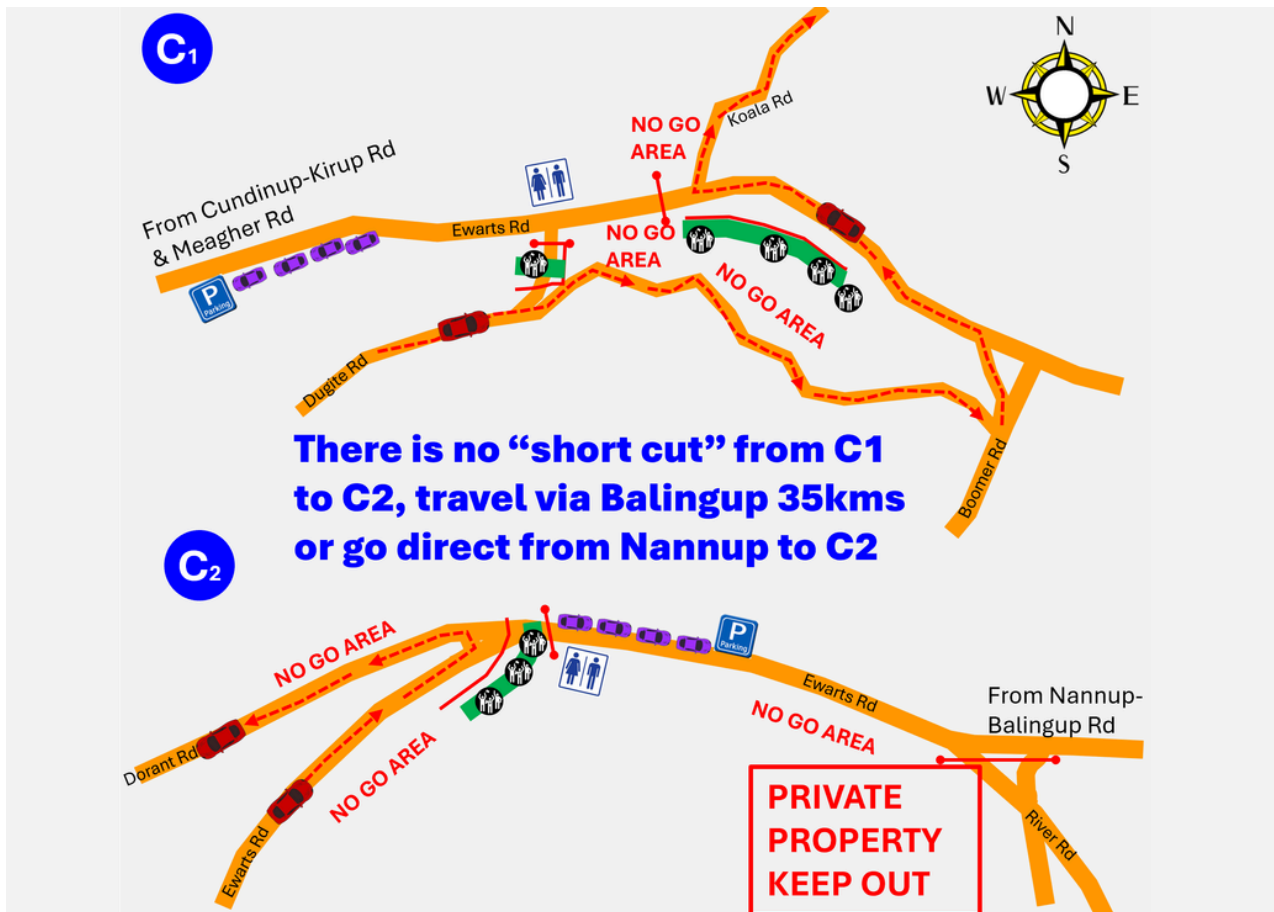 C1
N
W
E
S
Koala Rd
NO GO
AREA
From Cundinup-Kirup Rd
& Meagher Rd
Ewarts Rd
NO GO
AREA
NO GO AREA
P
Parking
Dugite Rd
Boomer Rd
There is no “short cut” from C1
to C2, travel via Balingup 35kms
or go direct from Nannup to C2
C2
NO GO AREA
P
Parking
Ewarts Rd
From Nannup-
Balingup Rd
NO GO AREA
Dorant Rd
NO GO AREA
Ewarts Rd
River Rd
PRIVATE
PROPERTY
KEEP OUT